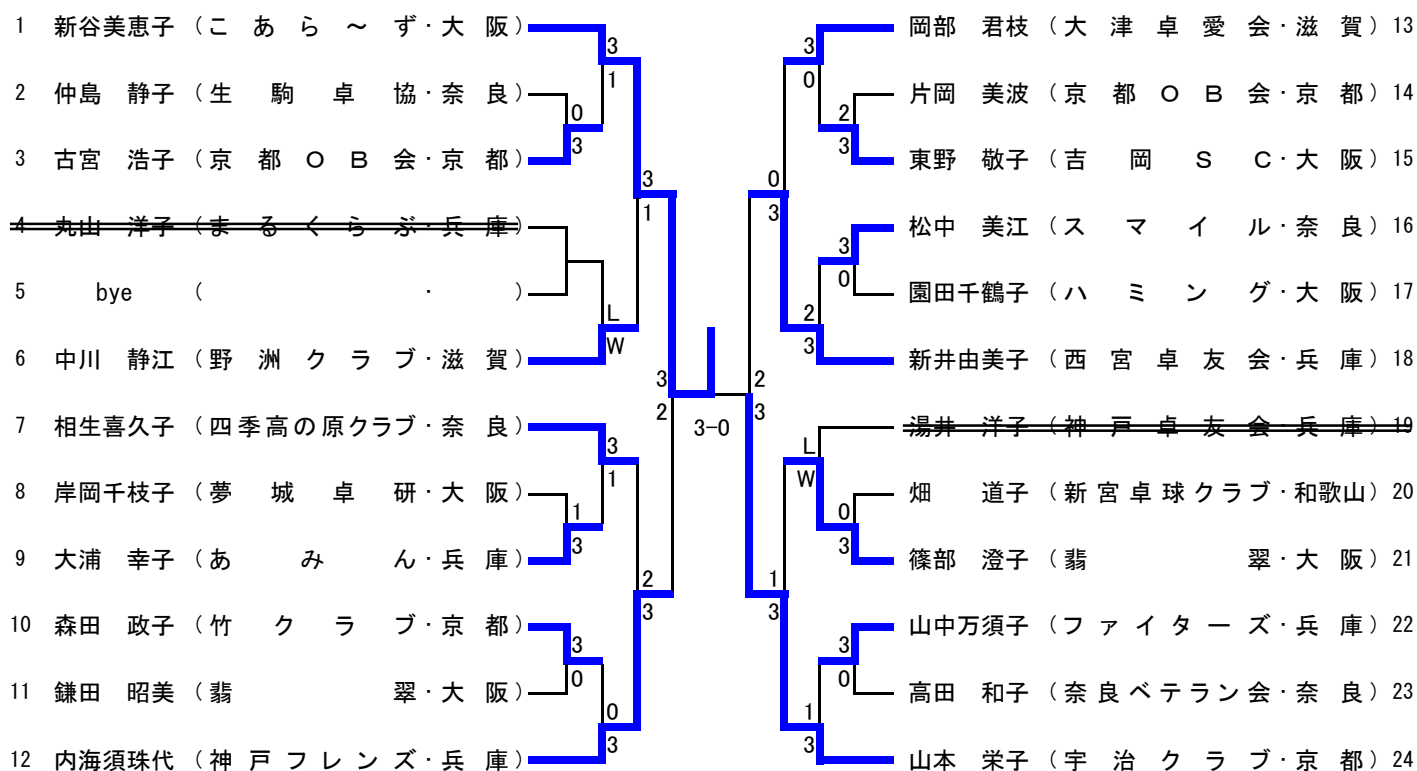 1 新谷美恵子 (こあら～ず・大阪)
3
1
2 仲島 静子 (生駒卓協・奈良)
0
3
3 古宮 浩子 (京都ＯＢ会・京都)
3
1
4 丸山 洋子 (まるくらぶ・兵庫)
5 bye ( ・ )
L
W
6 中川 静江 (野洲クラブ・滋賀)
3
2
7 相生喜久子 (四季高の原クラブ・奈良)
3
1
8 岸岡千枝子 (夢城卓研・大阪)
1
3
9 大浦 幸子 (あみん・兵庫)
2
3
10 森田 政子 (竹クラブ・京都)
3
0
11 鎌田 昭美 (翡翠・大阪)
0
3
12 内海須珠代 (神戸フレンズ・兵庫)
3-0
岡部 君枝 (大津卓愛会・滋賀) 13
3
0
片岡 美波 (京都ＯＢ会・京都) 14
2
3
東野 敬子 (吉岡ＳＣ・大阪) 15
0
3
松中 美江 (スマイル・奈良) 16
3
0
園田千鶴子 (ハミング・大阪) 17
2
3
新井由美子 (西宮卓友会・兵庫) 18
2
3
湯井 洋子 (神戸卓友会・兵庫) 19
L
W
畑 道子 (新宮卓球クラブ・和歌山) 20
0
3
篠部 澄子 (翡翠・大阪) 21
1
3
山中万須子 (ファイターズ・兵庫) 22
3
0
高田 和子 (奈良ベテラン会・奈良) 23
1
3
山本 栄子 (宇治クラブ・京都) 24